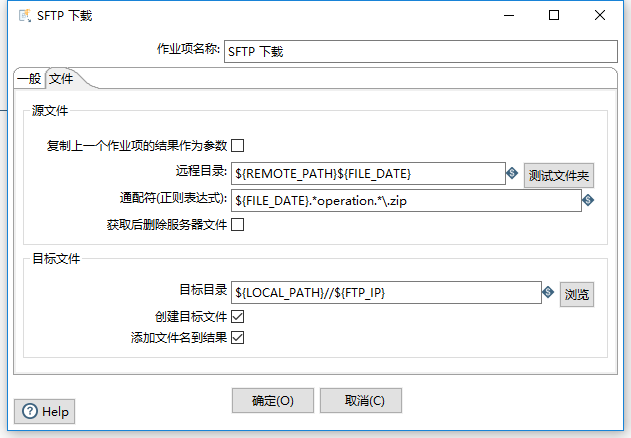 SFTP 下载
作业项名称: SFTP 下载
一般 文件
源文件
复制上一个作业项的结果作为参数
远程目录: ${REMOTE_PATH}${FILE_DATE} 测试文件夹
通配符(正则表达式): ${FILE_DATE}.*operation.*\.zip
获取后删除服务器文件
目标文件
目标目录 ${LOCAL_PATH}//${FTP_IP} 浏览
创建目标文件
添加文件名到结果
确定(O) 取消(C)
Help